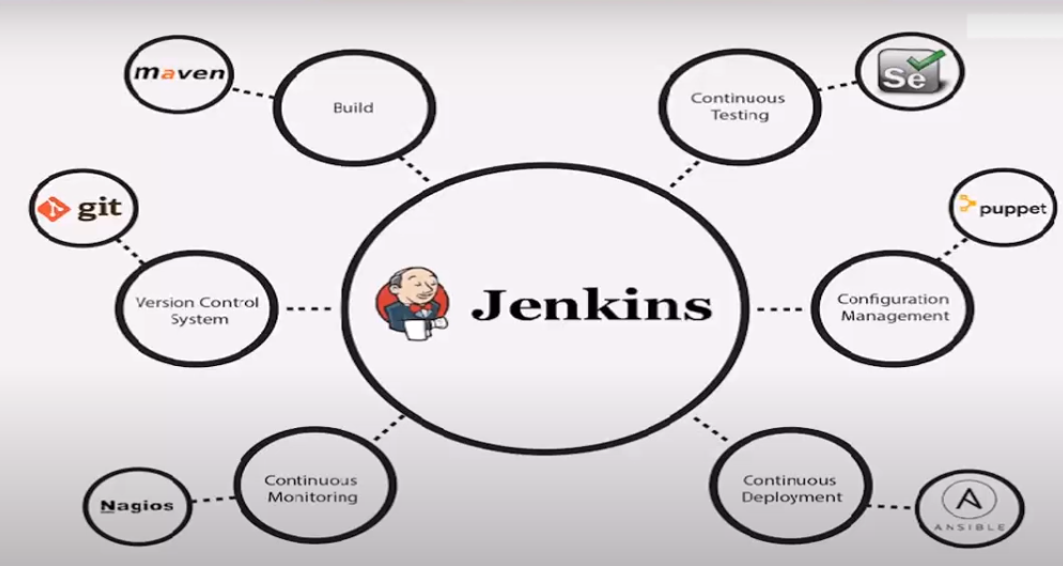 maven
Build
Continuous
Testing
Se
git
puppet
Version Control
System
Jenkins
Configuration
Management
Continuous
Monitoring
Nagios
Continuous
Deployment
A
ANSIBLE